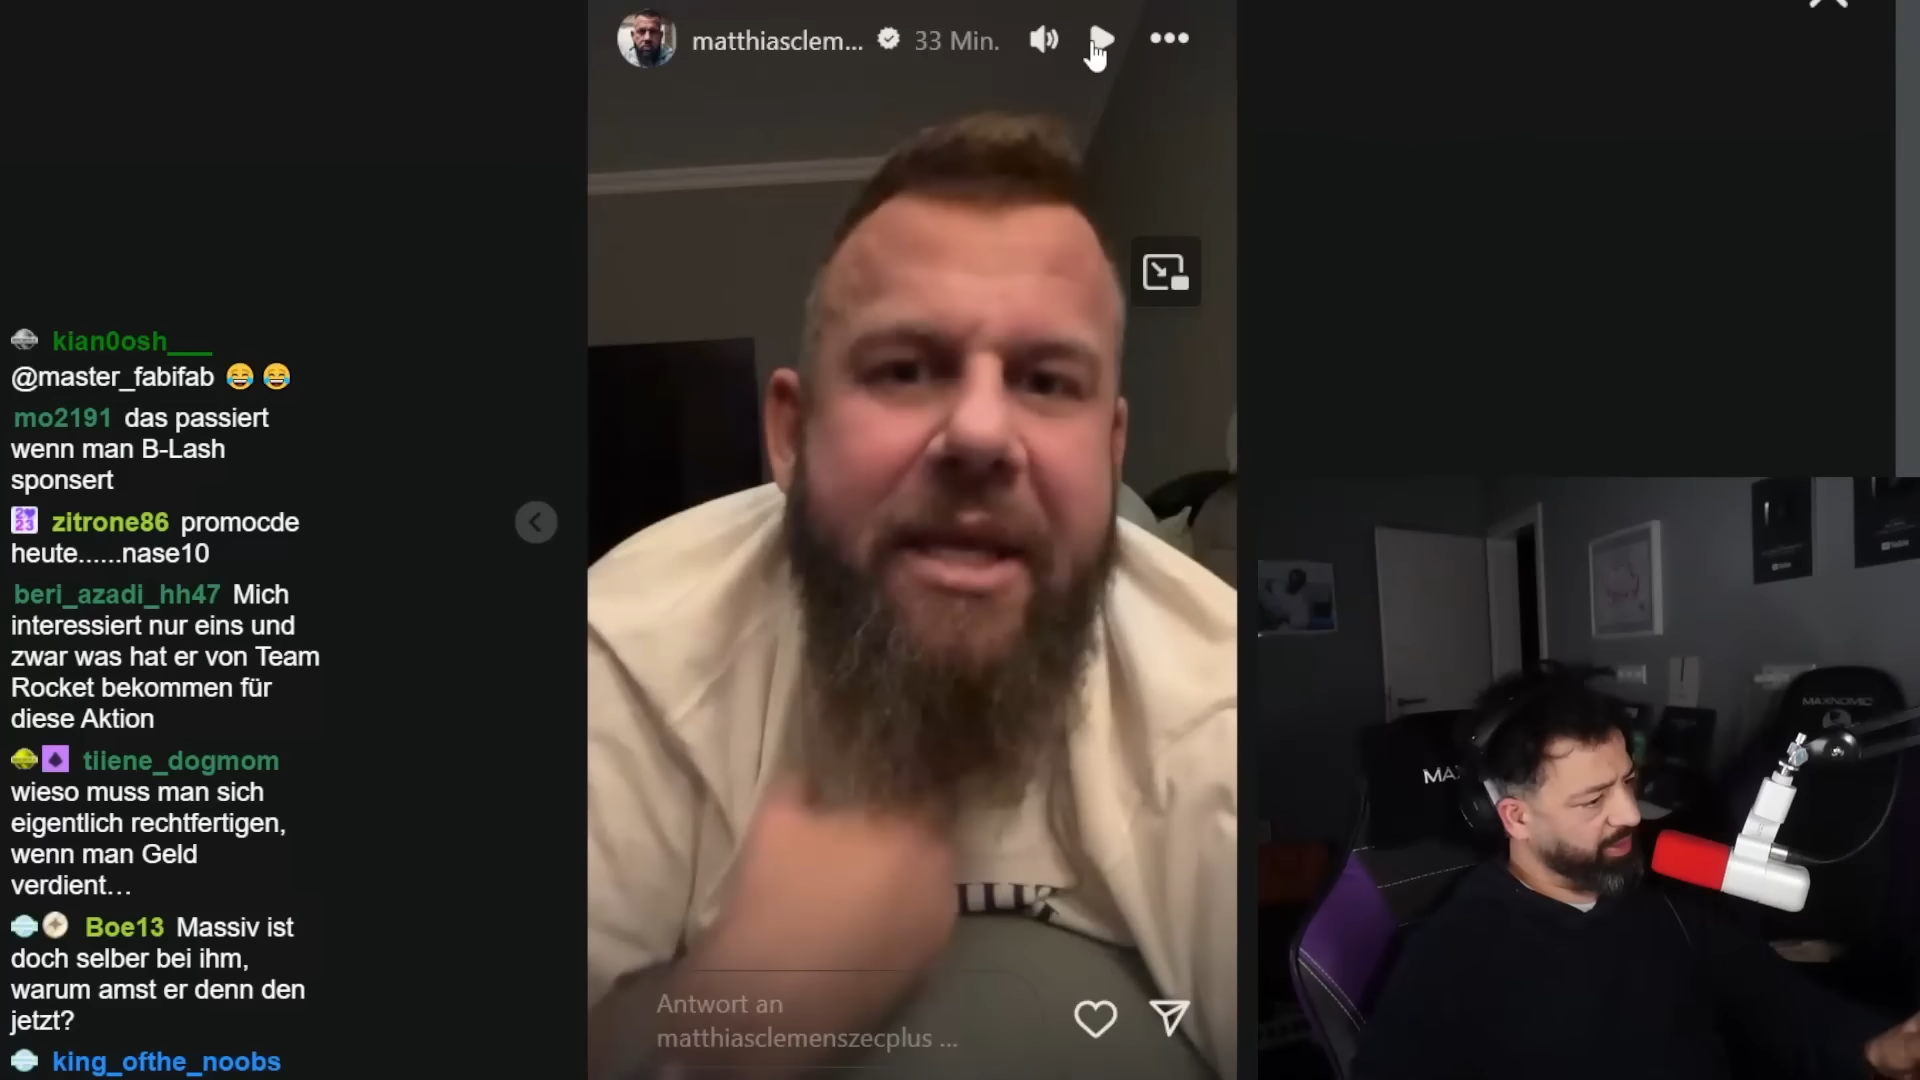 matthiasclem... 33 Min.
kian0osh___
@master_fabifab 😂 😂
mo2191 das passiert
wenn man B-Lash
sponsert
zitrone86 promocde
heute......nase10
beri_azadi_hh47 Mich
interessiert nur eins und
zwar was hat er von Team
Rocket bekommen für
diese Aktion
tilene_dogmom
wieso muss man sich
eigentlich rechtfertigen,
wenn man Geld
verdient...
Boe13 Massiv ist
doch selber bei ihm,
warum amst er denn den
jetzt?
king_ofthe_noobs
Antwort an
matthiasclemenszecplus ...
MAXNOMIC
MA